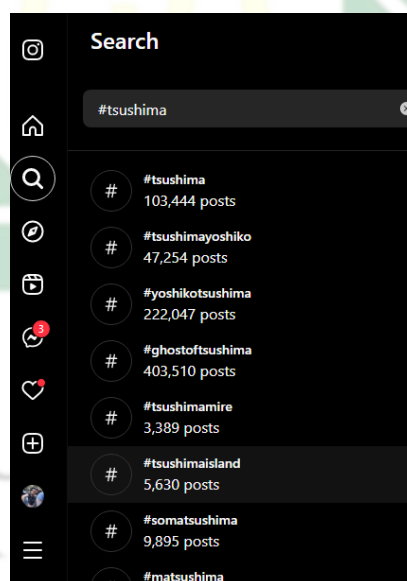 Search
#tsushima
#tsushima
103,444 posts
#tsushimayoshiko
47,254 posts
#yoshikotsushima
222,047 posts
#ghostoftsushima
403,510 posts
3
#tsushimamire
3,389 posts
#tsushimaisland
5,630 posts
#somatsushima
9,895 posts
#matsushima